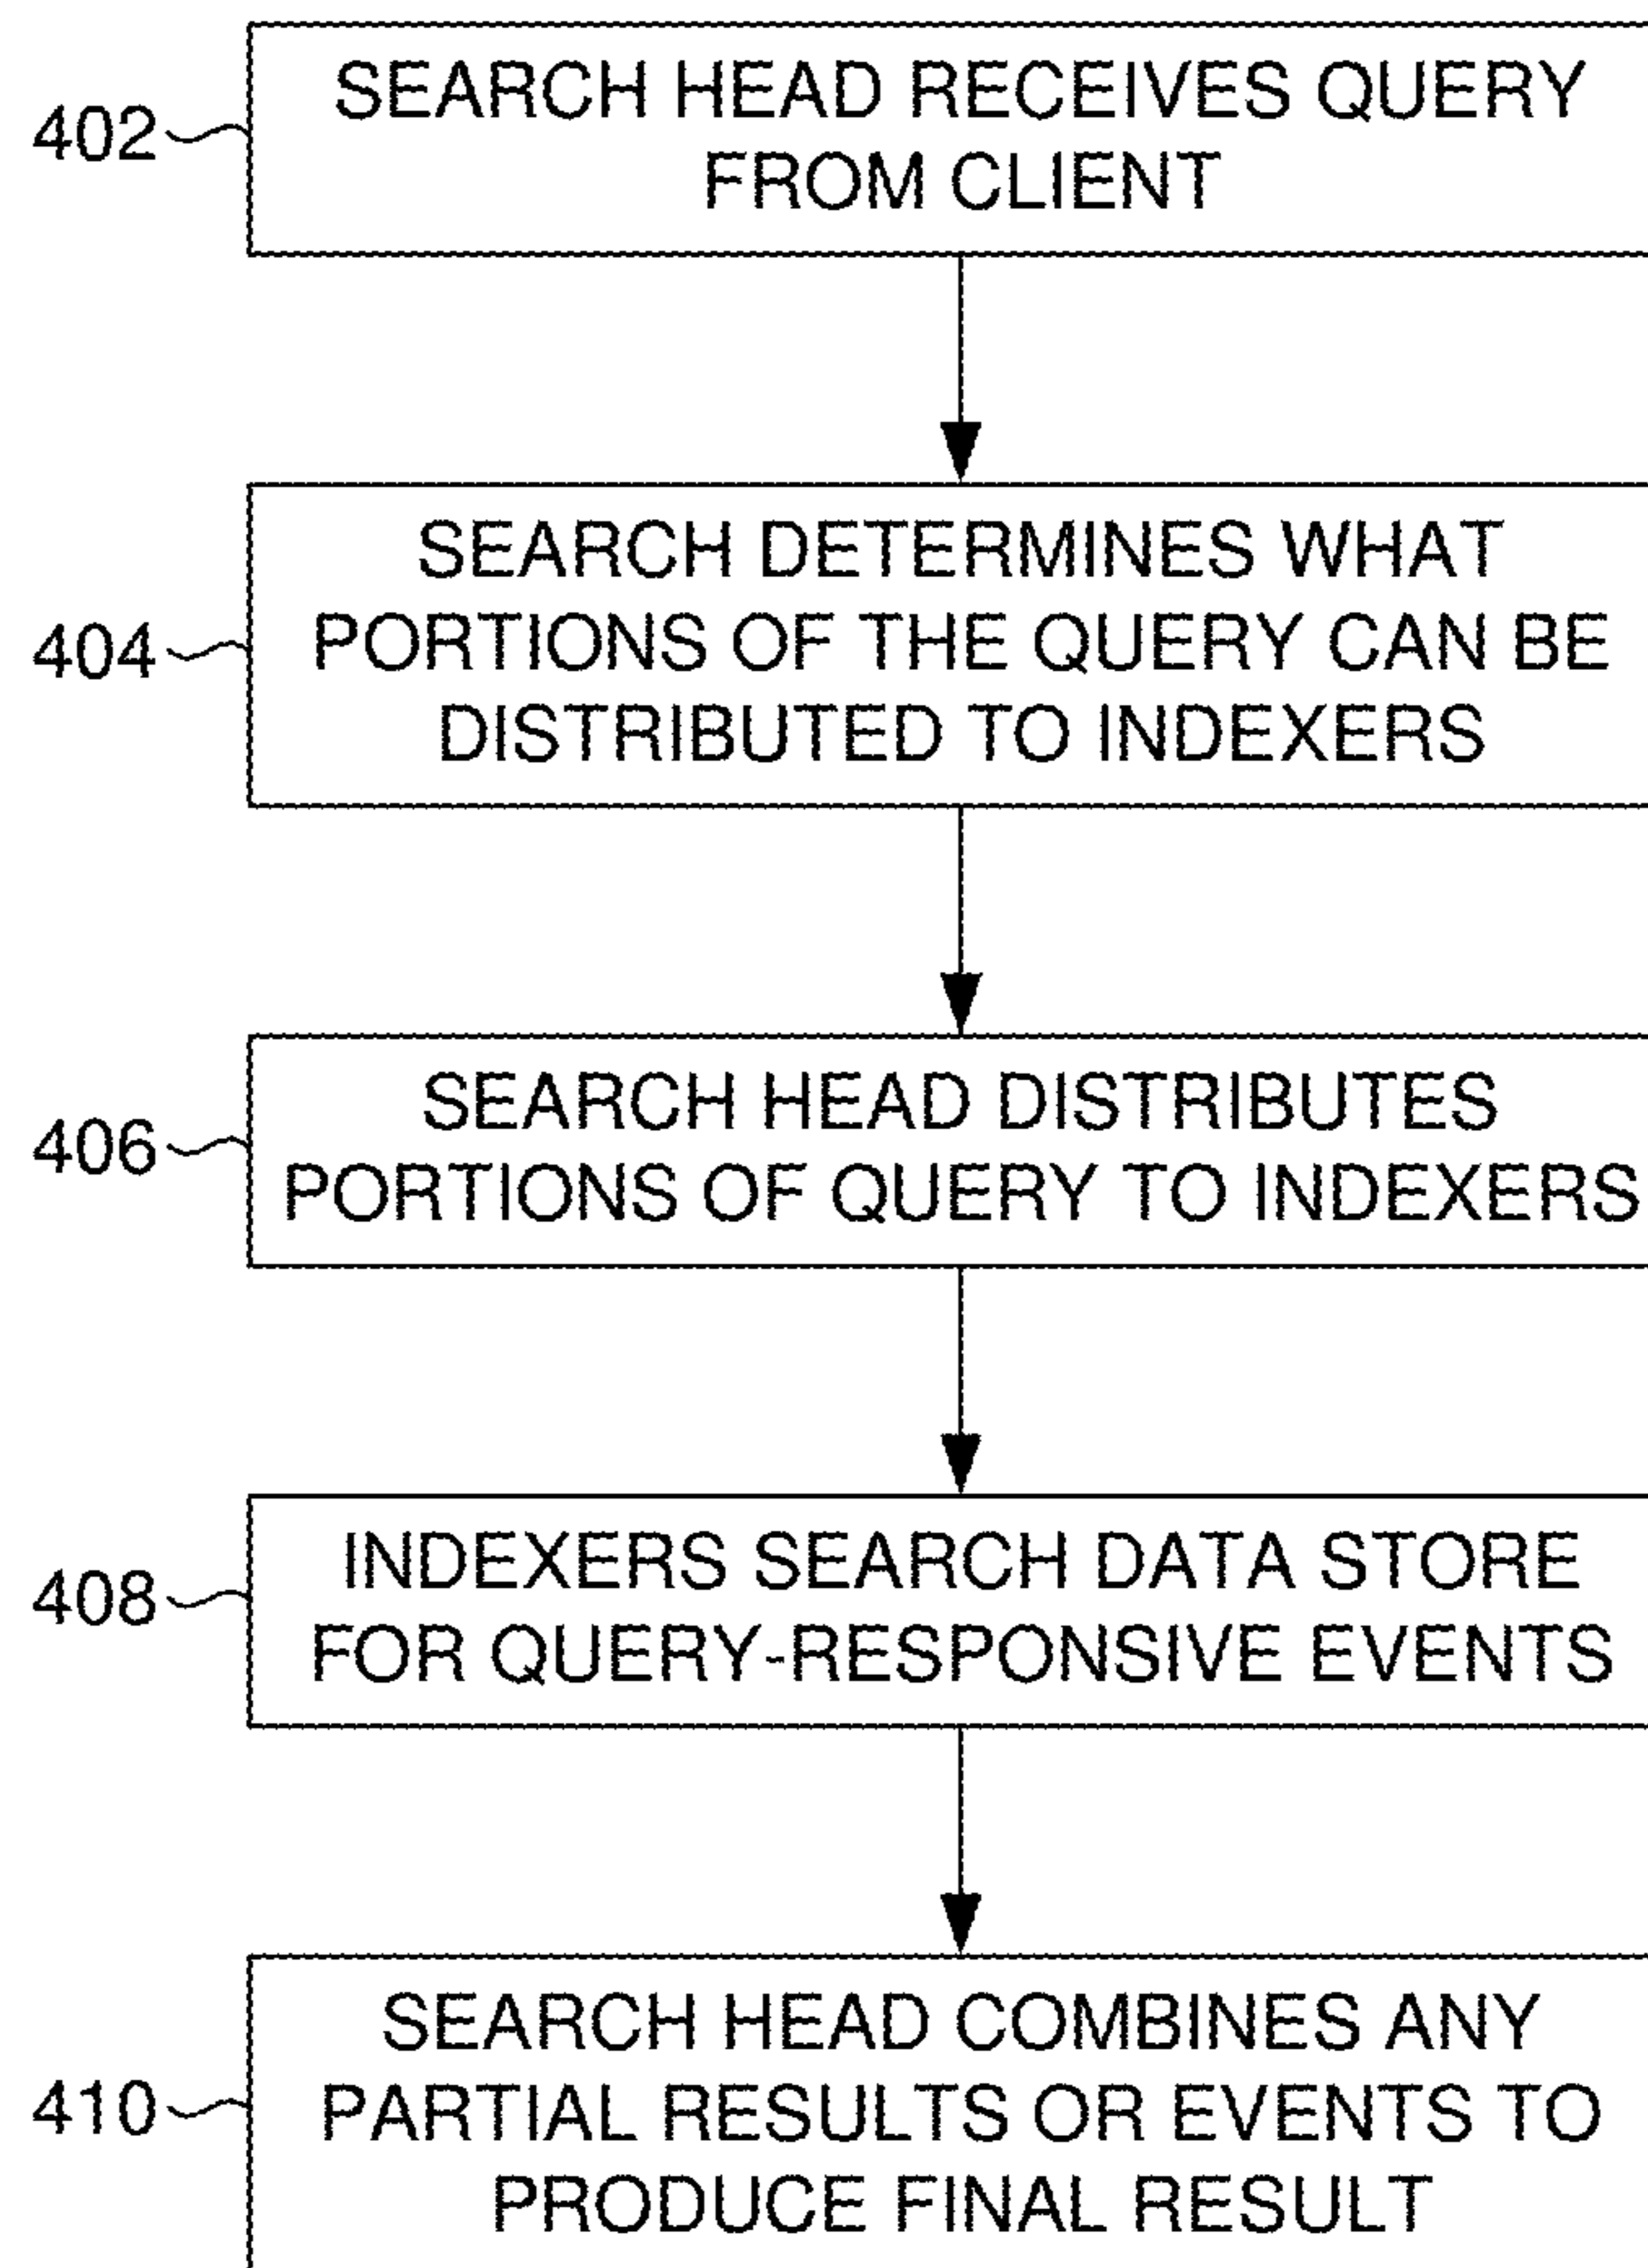 402
SEARCH HEAD RECEIVES QUERY
FROM CLIENT
404
SEARCH DETERMINES WHAT
PORTIONS OF THE QUERY CAN BE
DISTRIBUTED TO INDEXERS
406
SEARCH HEAD DISTRIBUTES
PORTIONS OF QUERY TO INDEXERS
408
INDEXERS SEARCH DATA STORE
FOR QUERY-RESPONSIVE EVENTS
410
SEARCH HEAD COMBINES ANY
PARTIAL RESULTS OR EVENTS TO
PRODUCE FINAL RESULT